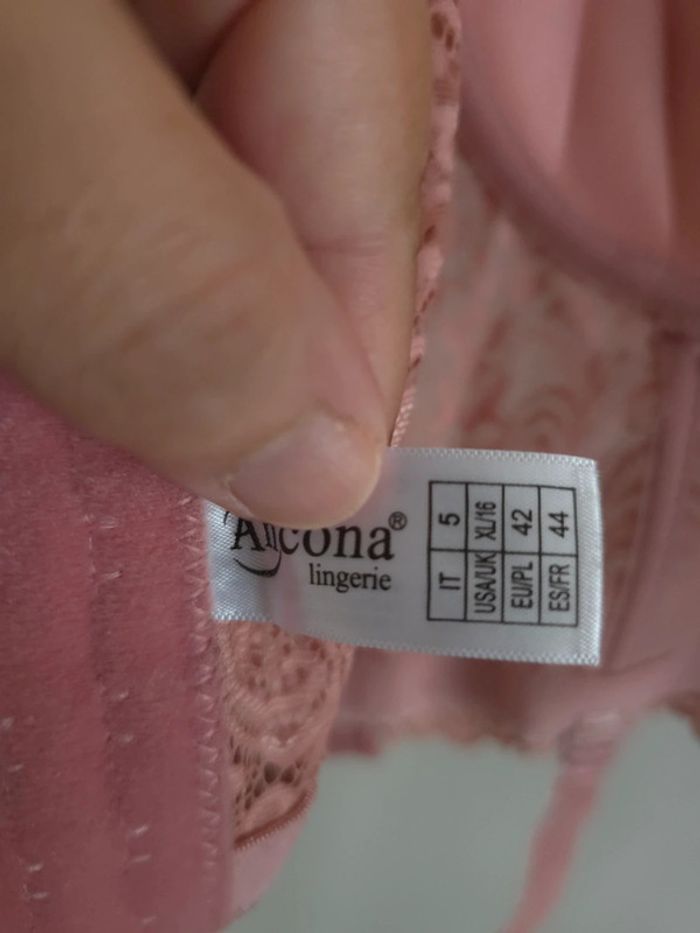 Ancona®
lingerie
IT 5
USA/UK XL/16
EU/PL 42
ES/FR 44